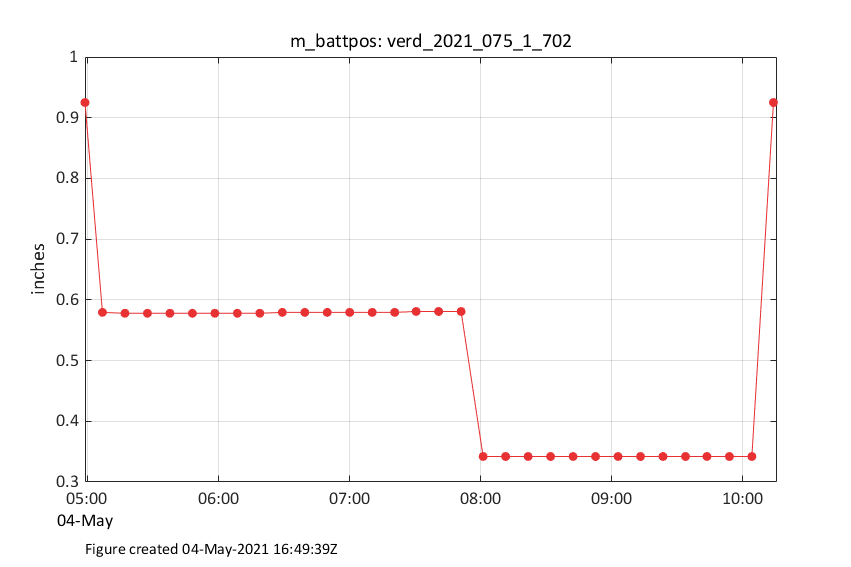 m_battpos: verd_2021_075_1_702
1
0.9
0.8
0.7
0.6
0.5
0.4
0.3
inches
05:00 06:00 07:00 08:00 09:00 10:00
04-May
Figure created 04-May-2021 16:49:39Z